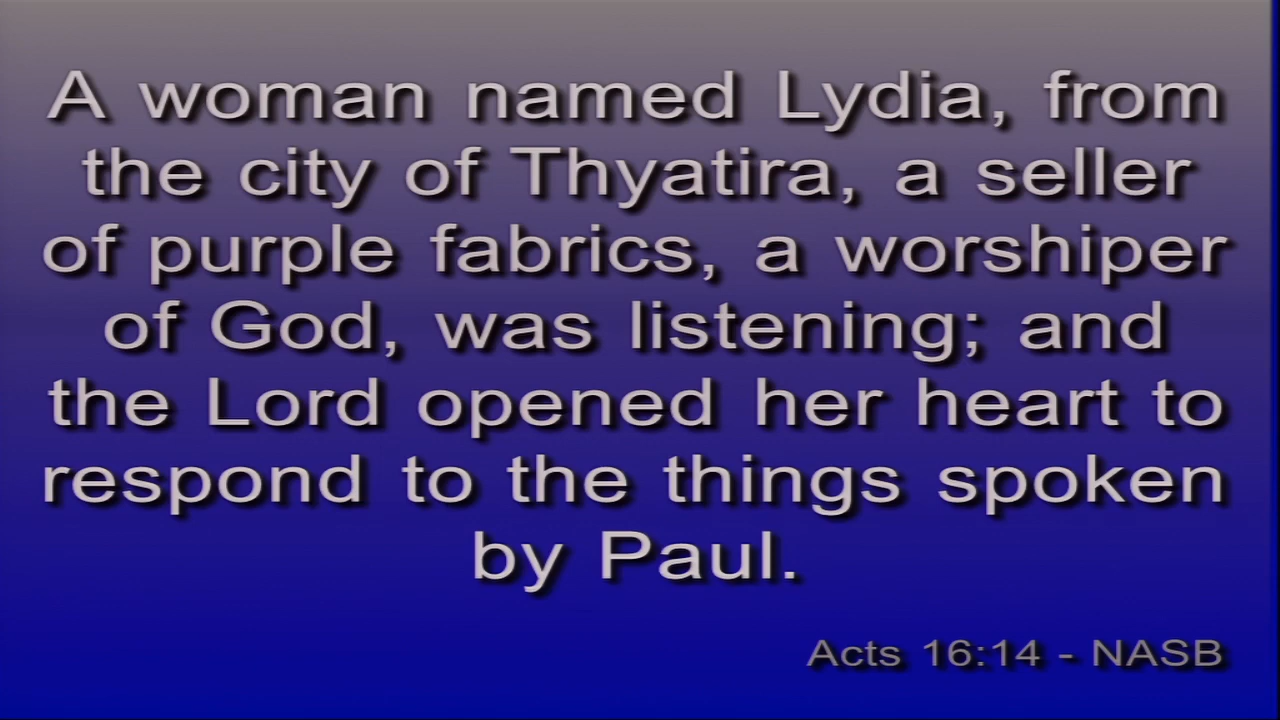 A woman named Lydia, from
the city of Thyatira, a seller
of purple fabrics, a worshiper
of God, was listening; and
the Lord opened her heart to
respond to the things spoken
by Paul.
Acts 16:14 - NASB